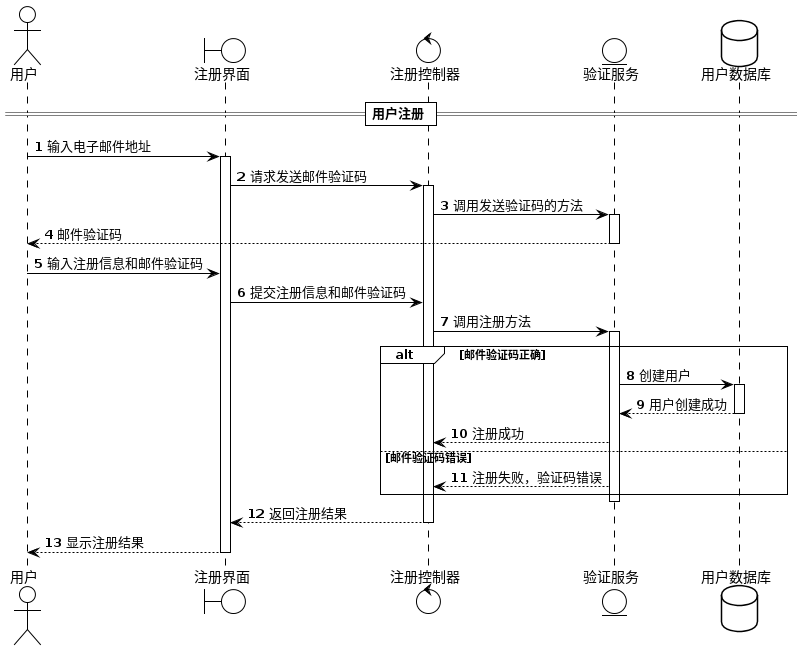 用户
注册界面
注册控制器
验证服务
用户数据库
用户注册
1 输入电子邮件地址
2 请求发送邮件验证码
3 调用发送验证码的方法
4 邮件验证码
5 输入注册信息和邮件验证码
6 提交注册信息和邮件验证码
7 调用注册方法
alt [邮件验证码正确]
8 创建用户
9 用户创建成功
10 注册成功
[邮件验证码错误]
11 注册失败，验证码错误
12 返回注册结果
13 显示注册结果
用户
注册界面
注册控制器
验证服务
用户数据库